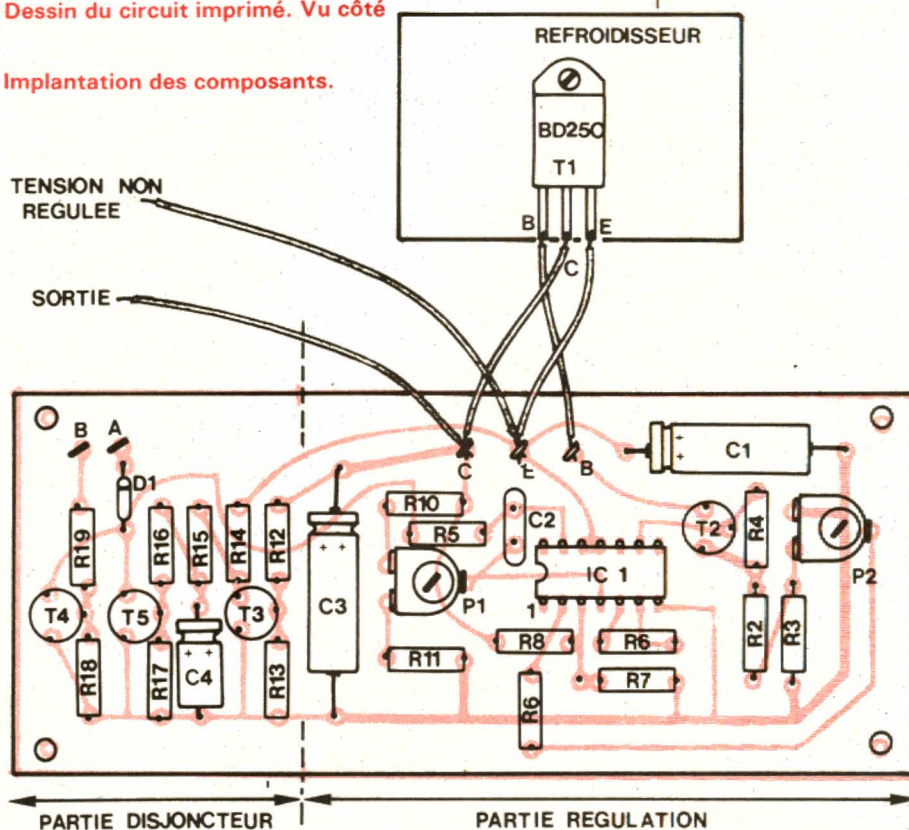 Dessin du circuit imprimé. Vu côté
Implantation des composants.
REFROIDISSEUR
BD250
T1
B
E
C
TENSION NON
REGULEE
SORTIE
B
A
C
E
B
C1
D1
R10
C2
R5
R19
R16
R15
R14
R12
T2
R4
IC 1
P1
P2
C3
T4
T5
T3
1
R8
R6
R2
R3
R18
R17
C4
R13
R11
R7
R6
PARTIE DISJONCTEUR
PARTIE REGULATION